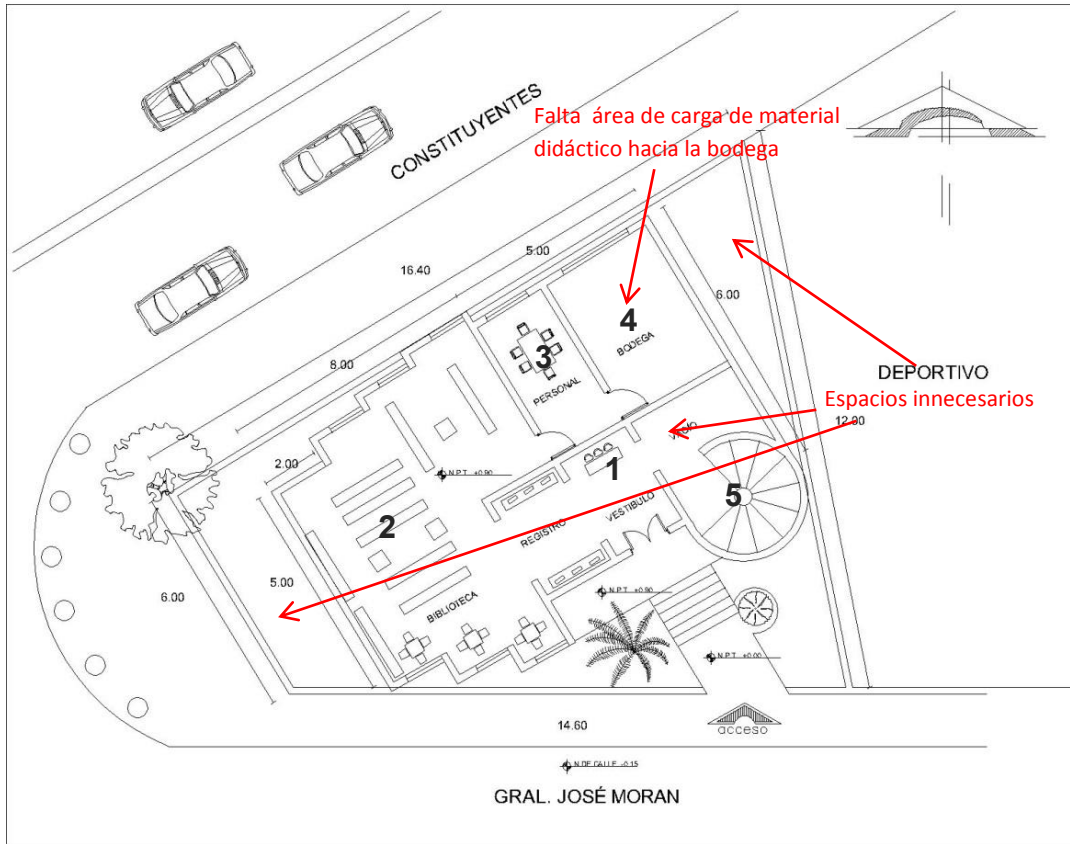 CONSTITUYENTES
Falta área de carga de material
didáctico hacia la bodega
5.00
16.40
6.00
4
BODEGA
3
PERSONAL
8.00
DEPORTIVO
Espacios innecesarios
12.00
2.00
N.P.T. +0.90
1
5
2
REGISTRO
VESTIBULO
5.00
6.00
BIBLIOTECA
N.P.T. +0.90
N.P.T. +0.00
14.60
acceso
N.DE CALLE -0.15
GRAL. JOSÉ MORAN